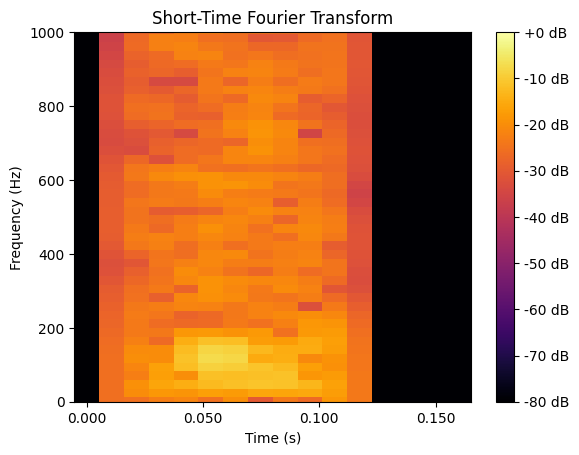 Short-Time Fourier Transform
1000
800
600
400
200
0
Frequency (Hz)
0.000
0.050
0.100
0.150
Time (s)
+0 dB
-10 dB
-20 dB
-30 dB
-40 dB
-50 dB
-60 dB
-70 dB
-80 dB